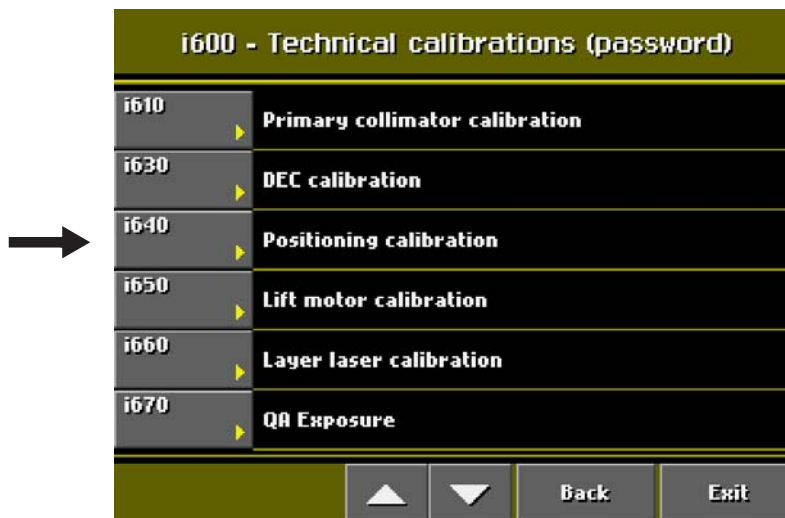 i600 - Technical calibrations (password)
i610
Primary collimator calibration
i630
DEC calibration
i640
Positioning calibration
i650
Lift motor calibration
i660
Layer laser calibration
i670
QA Exposure
Back Exit